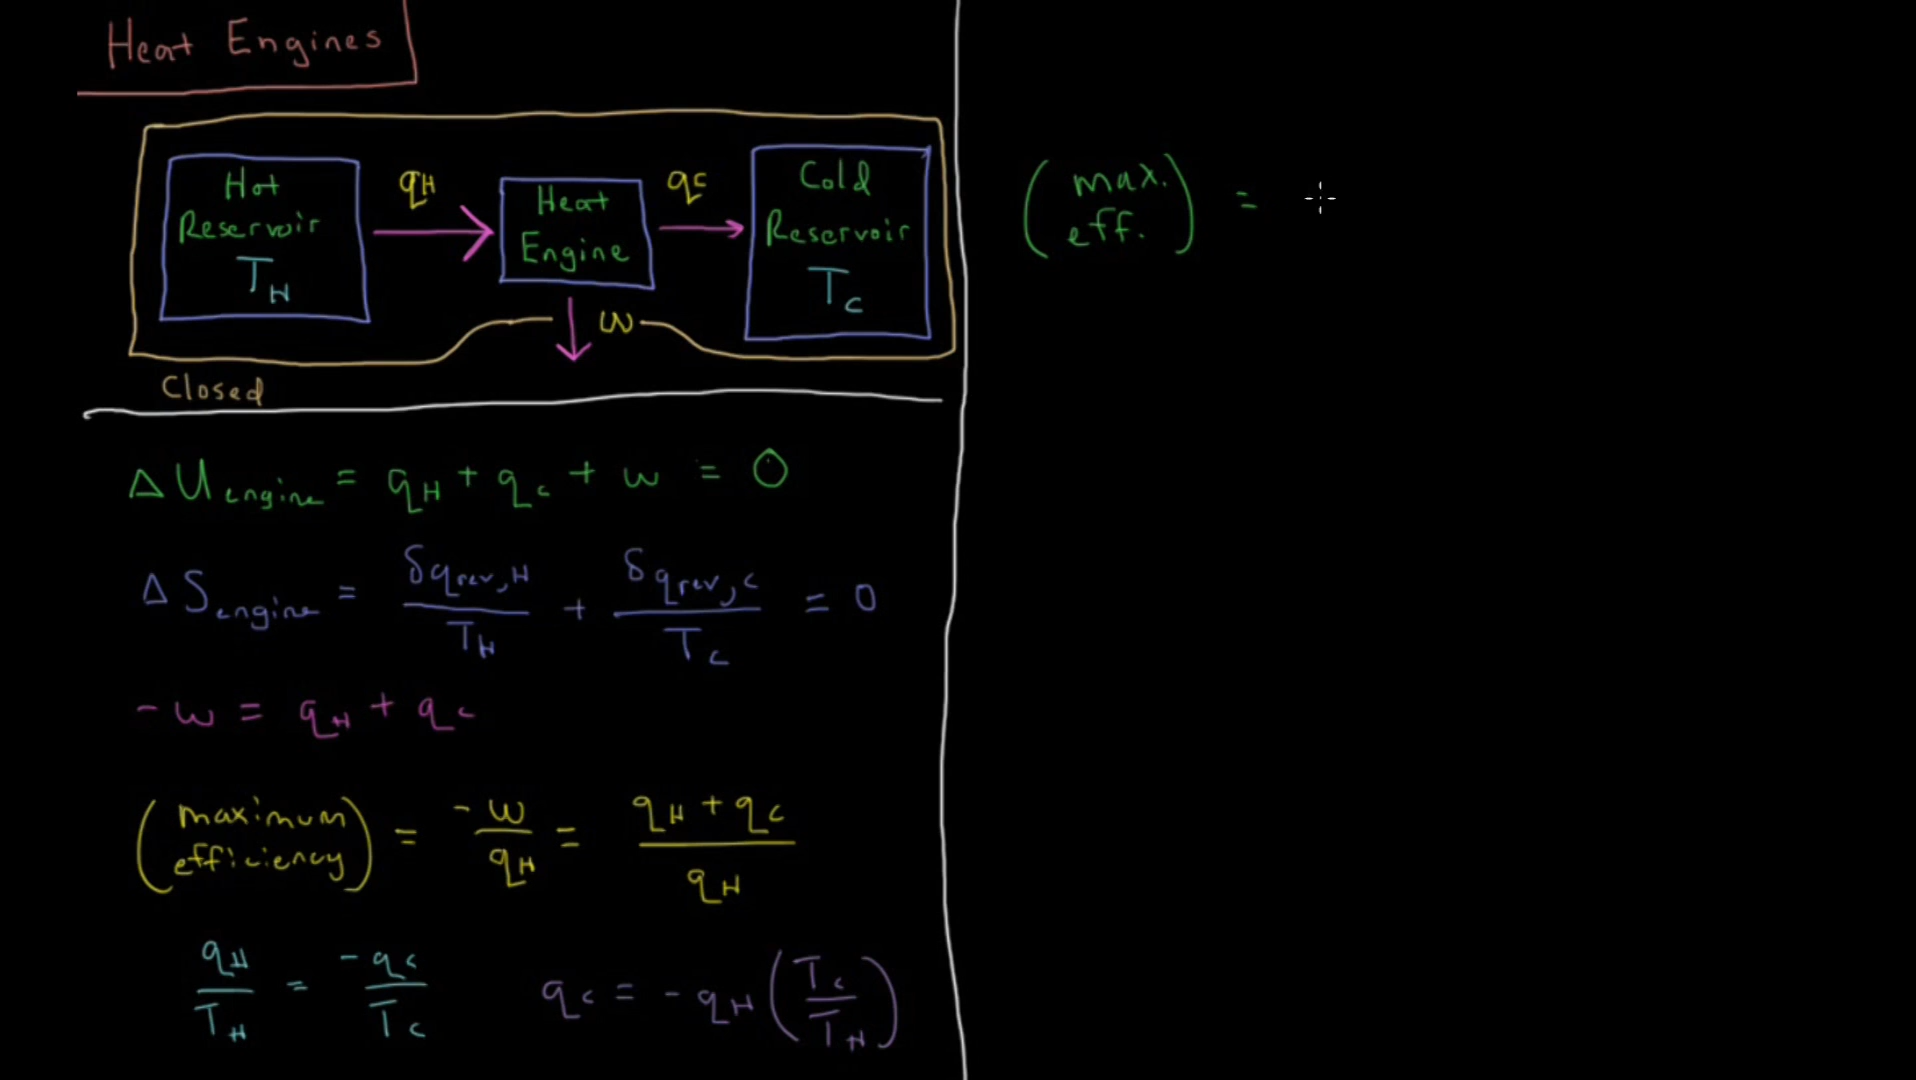 Heat Engines
Hot
Reservoir
T_H
q_H
Heat
Engine
q_C
Cold
Reservoir
T_C
w
Closed
ΔU_engine = q_H + q_c + w = 0
ΔS_engine = δq_rev,H / T_H + δq_rev,c / T_c = 0
-w = q_H + q_c
(maximum
efficiency) = -w / q_H = (q_H + q_c) / q_H
q_H / T_H = -q_c / T_c
q_c = -q_H (T_c / T_H)
(max.
eff.) =